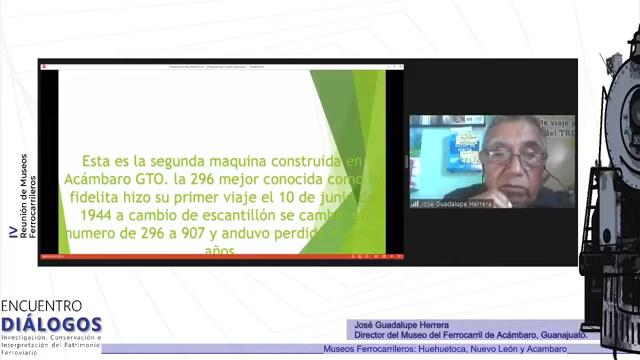 IV
Reunión de Museos
Ferrocarrileros
Esta es la segunda maquina construida en
Acámbaro GTO. la 296 mejor conocida como
fidelita hizo su primer viaje el 10 de
1944 a cambio de escantillón se
numero de 296 a 907 y anduvo
años
te viaje
del
José Guadalupe Herrera
ENCUENTRO
DIÁLOGOS
Investigación, Conservación e
Interpretación del Patrimonio
Ferroviario.
José Guadalupe Herrera
Director del Museo del Ferrocarril de Acámbaro, Guanajuato.
Museos Ferrocarrileros: Huehuetoca, Nuevo León y Acambaro